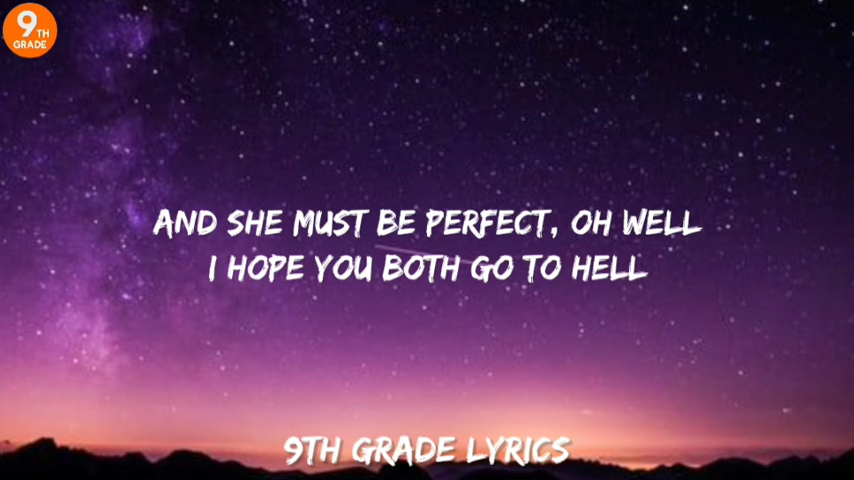 9TH
GRADE
AND SHE MUST BE PERFECT, OH WELL
I HOPE YOU BOTH GO TO HELL
9TH GRADE LYRICS